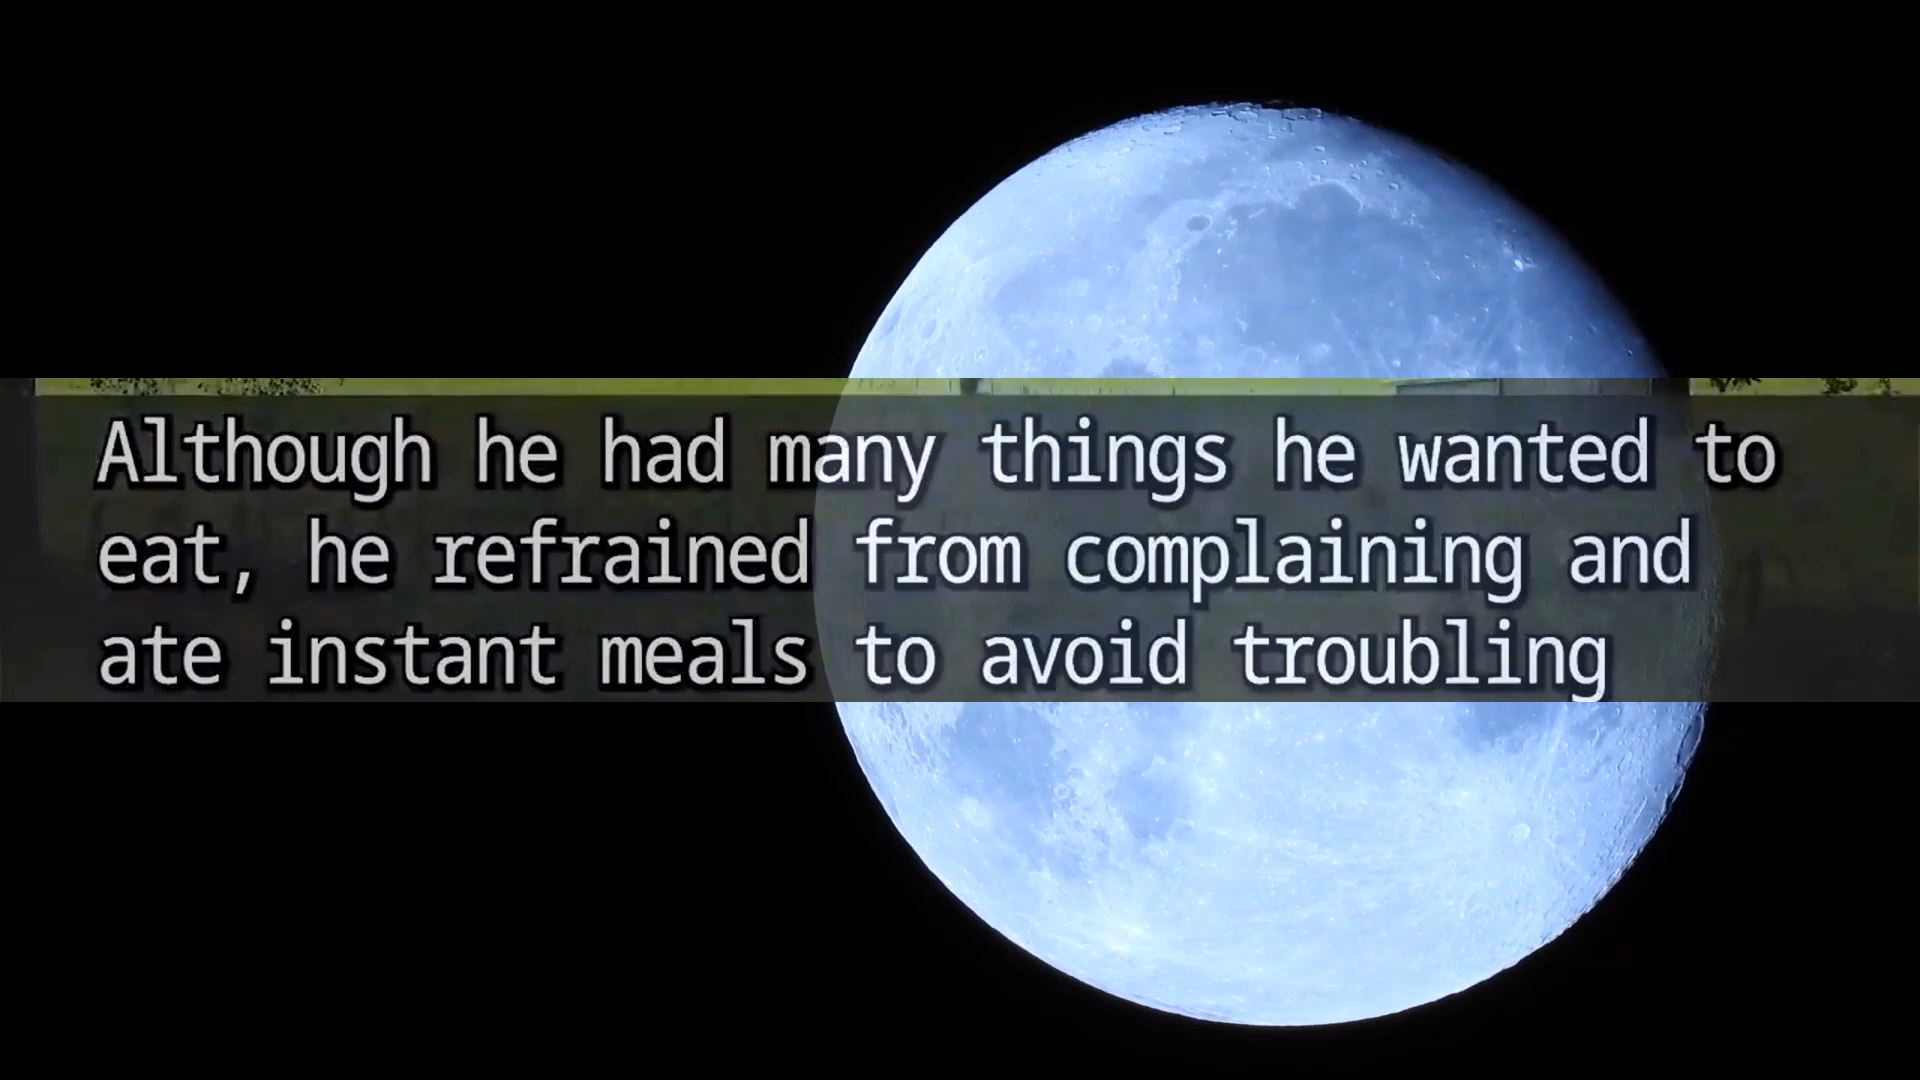 Although he had many things he wanted to
eat, he refrained from complaining and
ate instant meals to avoid troubling